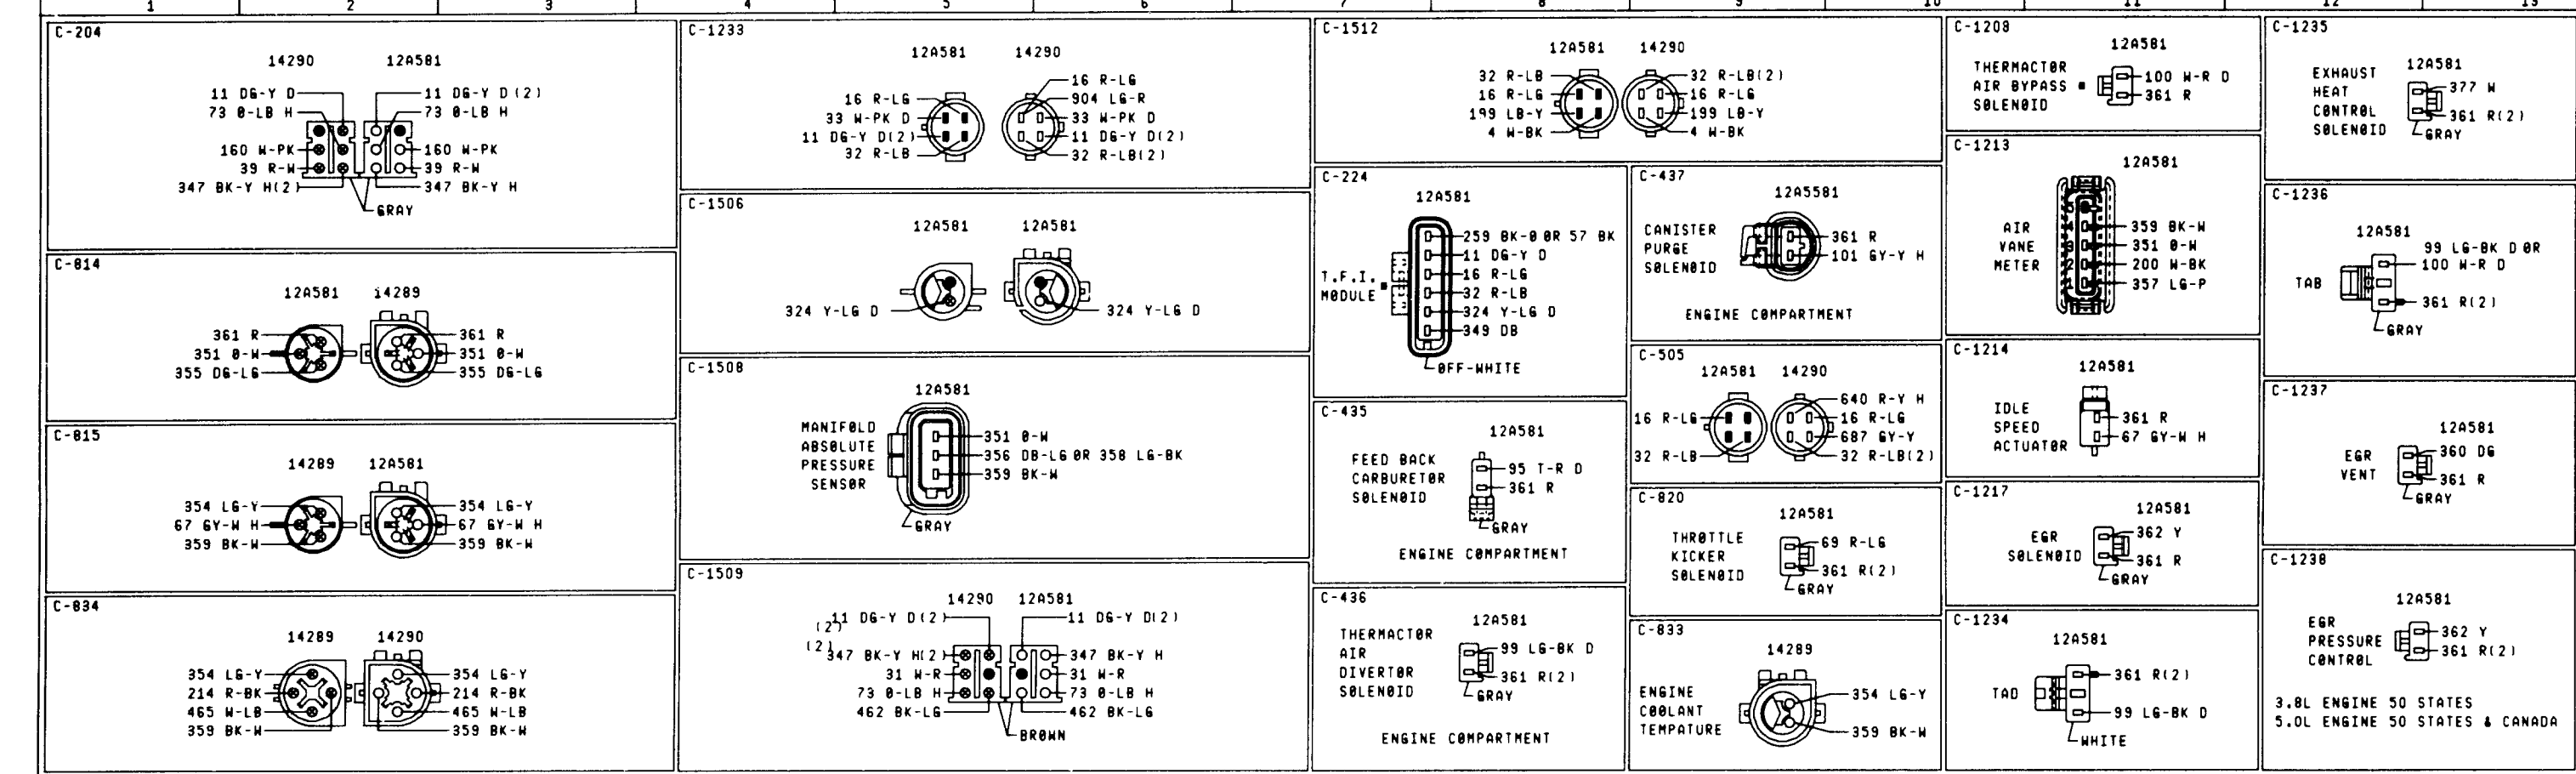 1 2 3 5 6 7 8 9 10 11 12 13
C-204
14290 12A581
11 DG-Y D 11 DG-Y D(2)
73 O-LB H 73 O-LB H
160 W-PK 160 W-PK
39 R-W 39 R-W
347 BK-Y H(2) 347 BK-Y H
GRAY
C-814
12A581 14289
361 R 361 R
351 O-W 351 O-W
355 DG-LG 355 DG-LG
C-815
14289 12A581
354 LG-Y 354 LG-Y
67 GY-W H 67 GY-W H
359 BK-W 359 BK-W
C-834
14289 14290
354 LG-Y 354 LG-Y
214 R-BK 214 R-BK
465 W-LB 465 W-LB
359 BK-W 359 BK-W
C-1233
12A581 14290
16 R-LG
16 R-LG 904 LG-R
33 W-PK D 33 W-PK D
11 DG-Y D(2) 11 DG-Y D(2)
32 R-LB 32 R-LB(2)
C-1506
12A581 12A581
324 Y-LG D 324 Y-LG D
C-1508
12A581
MANIFOLD
ABSOLUTE
PRESSURE
SENSOR
351 O-W
356 DB-LG OR 358 LG-BK
359 BK-W
GRAY
C-1509
14290 12A581
11 DG-Y D(2) 11 DG-Y D(2)
(2)
(2)
347 BK-Y H(2) 347 BK-Y H
31 W-R 31 W-R
73 O-LB H 73 O-LB H
462 BK-LG 462 BK-LG
BROWN
C-1512
12A581 14290
32 R-LB 32 R-LB(2)
16 R-LG 16 R-LG
199 LB-Y 199 LB-Y
4 W-BK 4 W-BK
C-224
12A581
T.F.I.
MODULE
259 BK-O OR 57 BK
11 DG-Y D
16 R-LG
32 R-LB
324 Y-LG D
349 DB
OFF-WHITE
C-435
12A581
FEED BACK
CARBURETOR
SOLENOID
95 T-R D
361 R
GRAY
ENGINE COMPARTMENT
C-436
12A581
THERMACTOR
AIR
DIVERTOR
SOLENOID
99 LG-BK D
361 R(2)
GRAY
ENGINE COMPARTMENT
C-437
12A5581
CANISTER
PURGE
SOLENOID
361 R
101 GY-Y H
ENGINE COMPARTMENT
C-505
12A581 14290
640 R-Y H
16 R-LG 16 R-LG
687 GY-Y
32 R-LB 32 R-LB(2)
C-820
12A581
THROTTLE
KICKER
SOLENOID
69 R-LG
361 R(2)
GRAY
C-833
14289
ENGINE
COOLANT
TEMPATURE
354 LG-Y
359 BK-W
C-1208
12A581
THERMACTOR
AIR BYPASS
SOLENOID
100 W-R D
361 R
C-1213
12A581
AIR
VANE
METER
5
4 359 BK-W
3 351 O-W
2 200 W-BK
1 357 LG-P
C-1214
12A581
IDLE
SPEED
ACTUATOR
361 R
67 GY-W H
C-1217
12A581
EGR
SOLENOID
362 Y
361 R
GRAY
C-1234
12A581
TAD
361 R(2)
99 LG-BK D
WHITE
C-1235
12A581
EXHAUST
HEAT
CONTROL
SOLENOID
377 W
361 R(2)
GRAY
C-1236
12A581
TAB
99 LG-BK D OR
100 W-R D
361 R(2)
GRAY
C-1237
12A581
EGR
VENT
360 DG
361 R
GRAY
C-1238
12A581
EGR
PRESSURE
CONTROL
362 Y
361 R(2)
3.8L ENGINE 50 STATES
5.0L ENGINE 50 STATES & CANADA